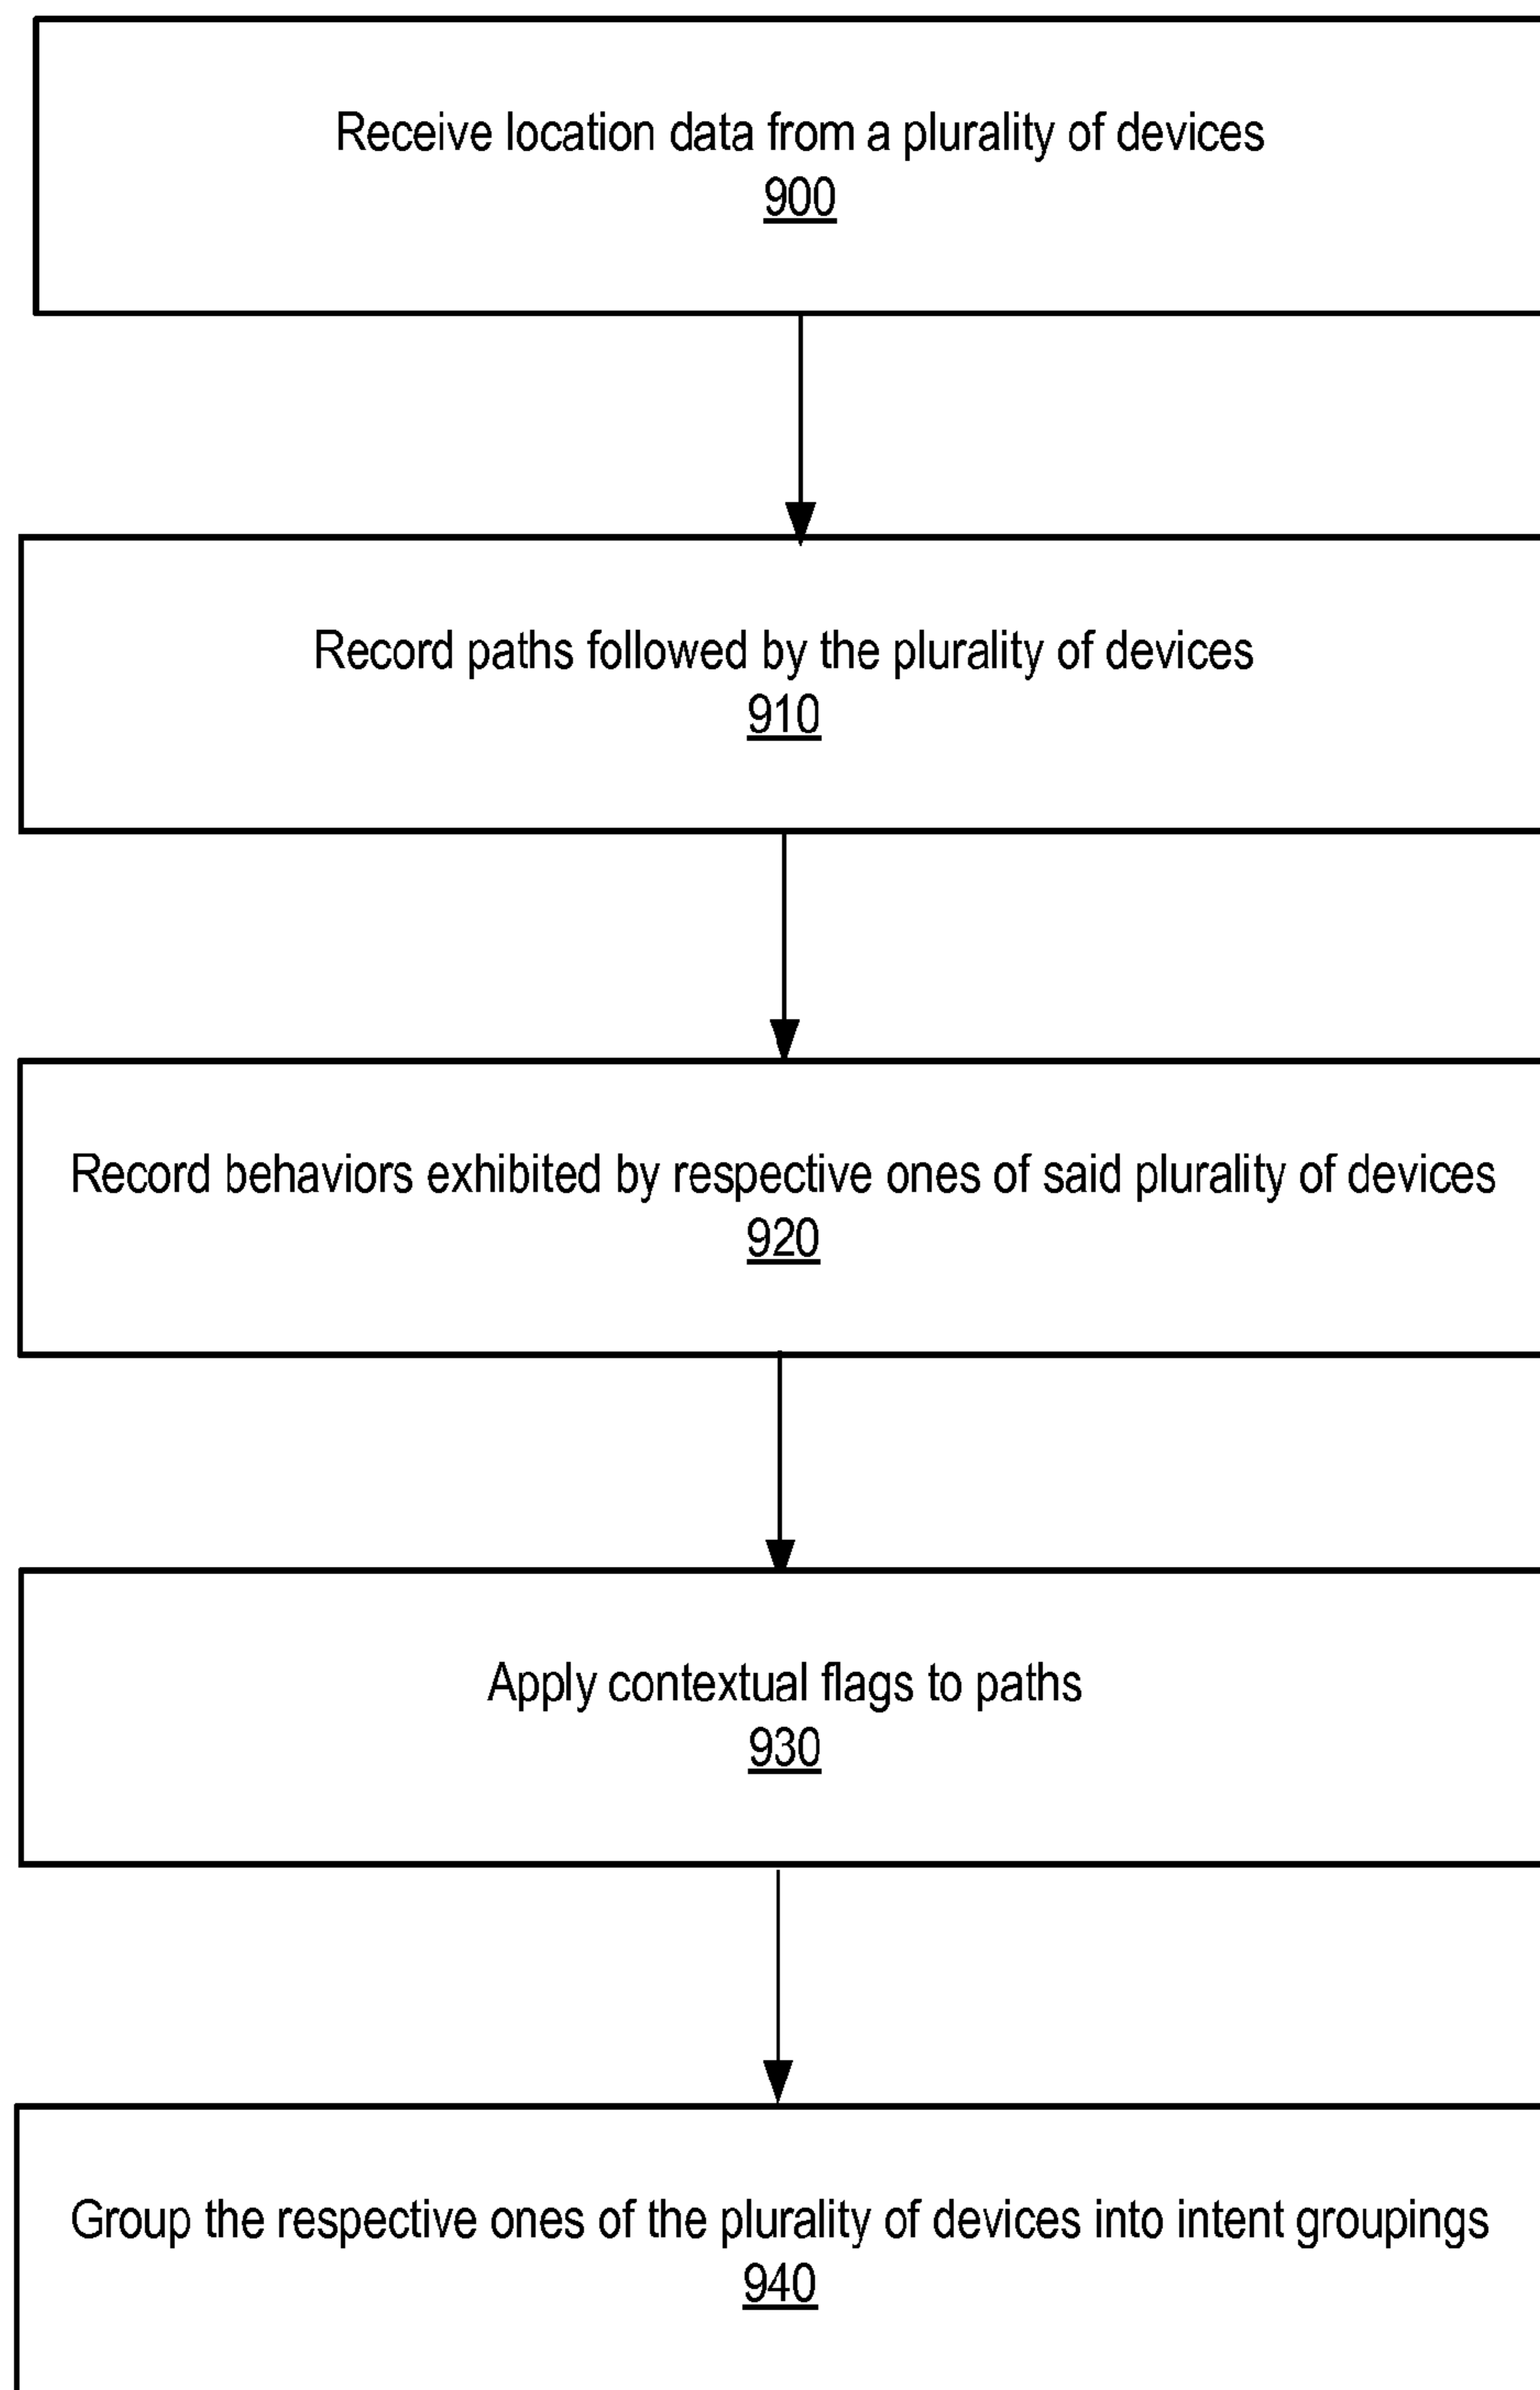 Receive location data from a plurality of devices
900
Record paths followed by the plurality of devices
910
Record behaviors exhibited by respective ones of said plurality of devices
920
Apply contextual flags to paths
930
Group the respective ones of the plurality of devices into intent groupings
940